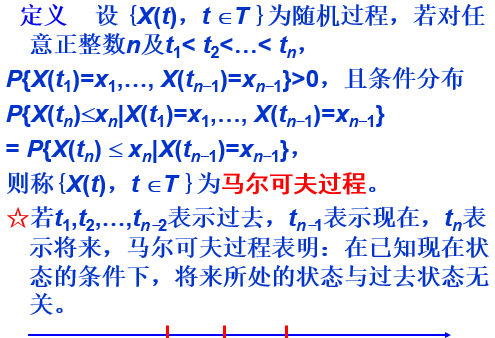 定义 设{X(t)，t∈T}为随机过程，若对任
意正整数n及t₁< t₂<…< tₙ，
P{X(t₁)=x₁,…, X(tₙ₋₁)=xₙ₋₁}>0，且条件分布
P{X(tₙ)≤xₙ|X(t₁)=x₁,…, X(tₙ₋₁)=xₙ₋₁}
= P{X(tₙ) ≤ xₙ|X(tₙ₋₁)=xₙ₋₁}，
则称{X(t)，t∈T}为马尔可夫过程。
☆若t₁,t₂,…,tₙ₋₂表示过去，tₙ₋₁表示现在，tₙ表
示将来，马尔可夫过程表明：在已知现在状
态的条件下，将来所处的状态与过去状态无
关。